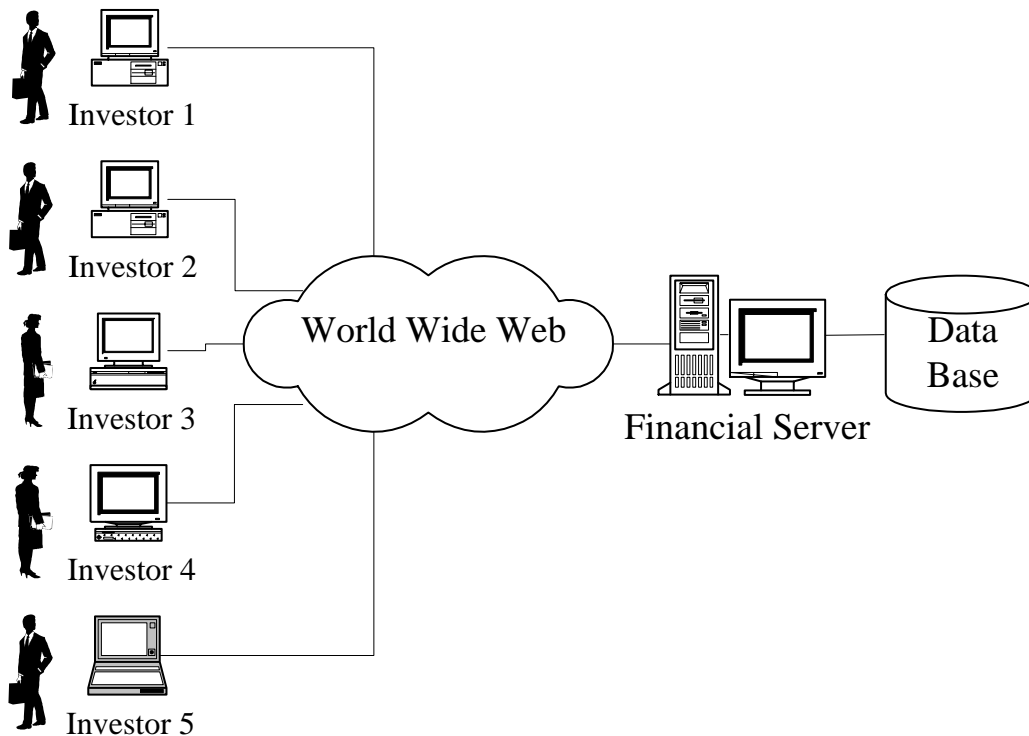 Investor 1
Investor 2
Investor 3
Investor 4
Investor 5
World Wide Web
Financial Server
Data
Base